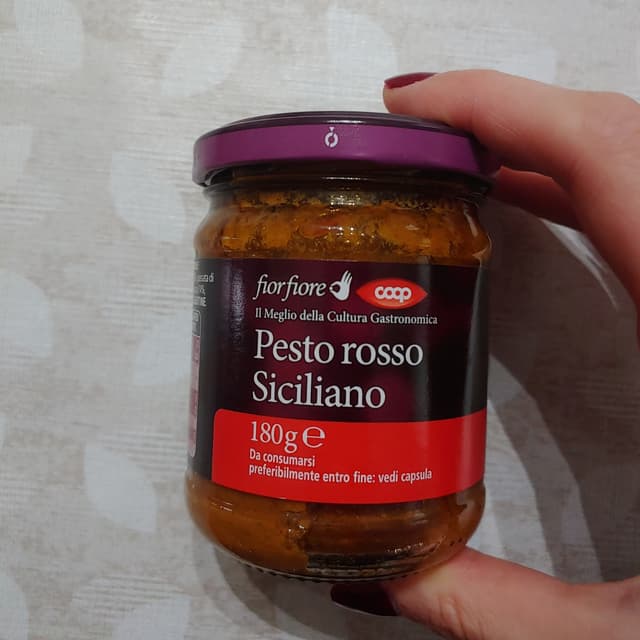 fiorfiore coop
Il Meglio della Cultura Gastronomica
Pesto rosso
Siciliano
180g e
Da consumarsi
preferibilmente entro fine: vedi capsula